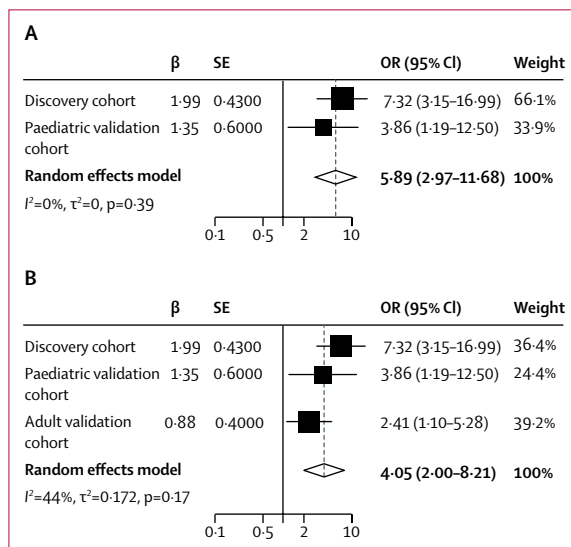 A
β SE OR (95% CI) Weight
Discovery cohort 1·99 0·4300 7·32 (3·15–16·99) 66·1%
Paediatric validation 1·35 0·6000 3·86 (1·19–12·50) 33·9%
cohort
Random effects model 5·89 (2·97–11·68) 100%
I²=0%, τ²=0, p=0·39
0·1 0·5 2 10
B
β SE OR (95% CI) Weight
Discovery cohort 1·99 0·4300 7·32 (3·15–16·99) 36·4%
Paediatric validation 1·35 0·6000 3·86 (1·19–12·50) 24·4%
cohort
Adult validation 0·88 0·4000 2·41 (1·10–5·28) 39·2%
cohort
Random effects model 4·05 (2·00–8·21) 100%
I²=44%, τ²=0·172, p=0·17
0·1 0·5 2 10